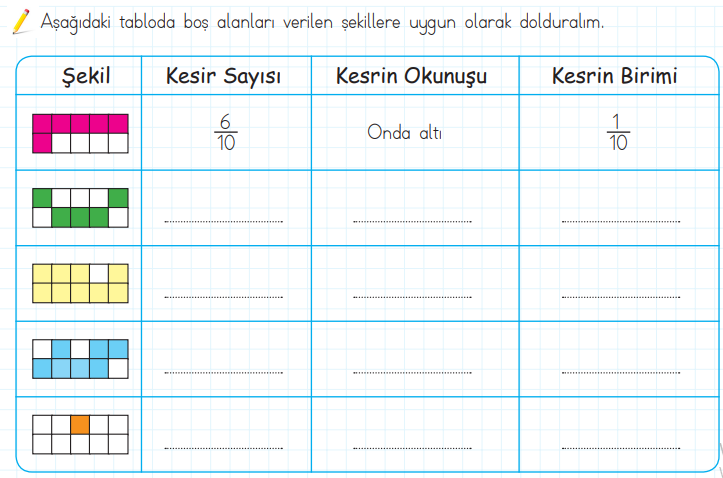 Aşağıdaki tabloda boş alanları verilen şekillere uygun olarak dolduralım.
Şekil Kesir Sayısı Kesrin Okunuşu Kesrin Birimi
6/10 Onda altı 1/10